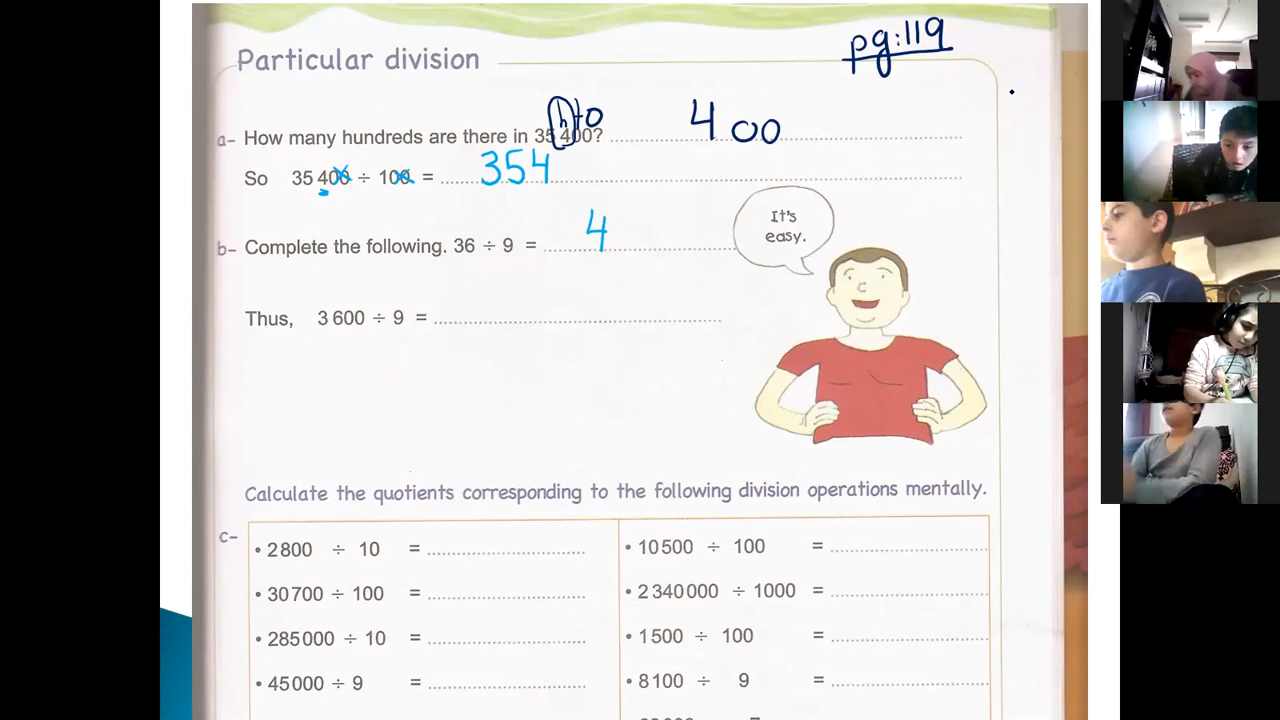 pg:119
Particular division
h t o
a- How many hundreds are there in 35 400? 400
So 35 400 ÷ 100 = 354
It's
easy.
b- Complete the following. 36 ÷ 9 = 4
Thus, 3 600 ÷ 9 =
Calculate the quotients corresponding to the following division operations mentally.
c-
• 2800 ÷ 10 =
• 10500 ÷ 100 =
• 30700 ÷ 100 =
• 2340000 ÷ 1000 =
• 285000 ÷ 10 =
• 1500 ÷ 100 =
• 45000 ÷ 9 =
• 8100 ÷ 9 =